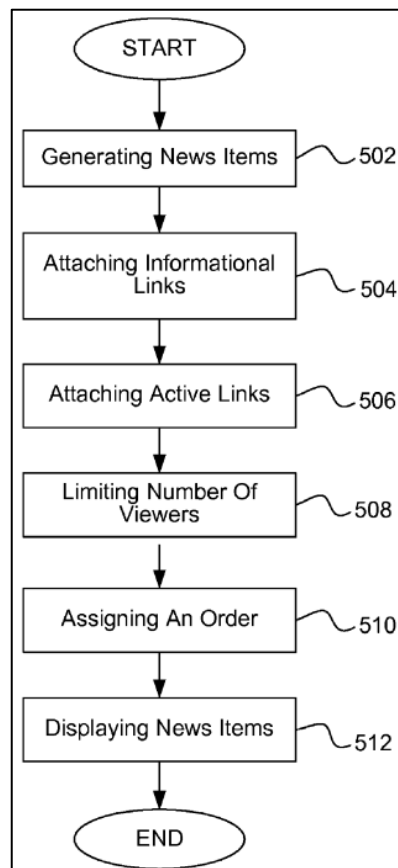 START
Generating News Items
502
Attaching Informational
Links
504
Attaching Active Links
506
Limiting Number Of
Viewers
508
Assigning An Order
510
Displaying News Items
512
END